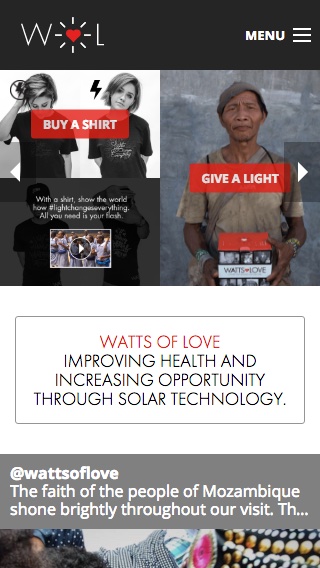 W L
MENU
BUY A SHIRT
With a shirt, show the world
how #lightchangeseverything.
All you need is your flash.
GIVE A LIGHT
WATTS LOVE
WATTS OF LOVE
IMPROVING HEALTH AND
INCREASING OPPORTUNITY
THROUGH SOLAR TECHNOLOGY.
@wattsoflove
The faith of the people of Mozambique
shone brightly throughout our visit. Th...